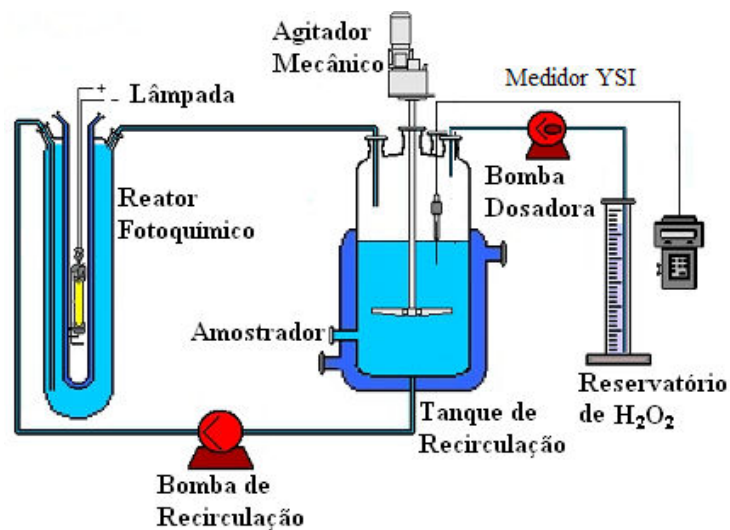 Agitador
Mecânico
Medidor YSI
+
-
Lâmpada
Bomba
Dosadora
Reator
Fotoquímico
Amostrador
Reservatório
de H₂O₂
Tanque de
Recirculação
Bomba de
Recirculação